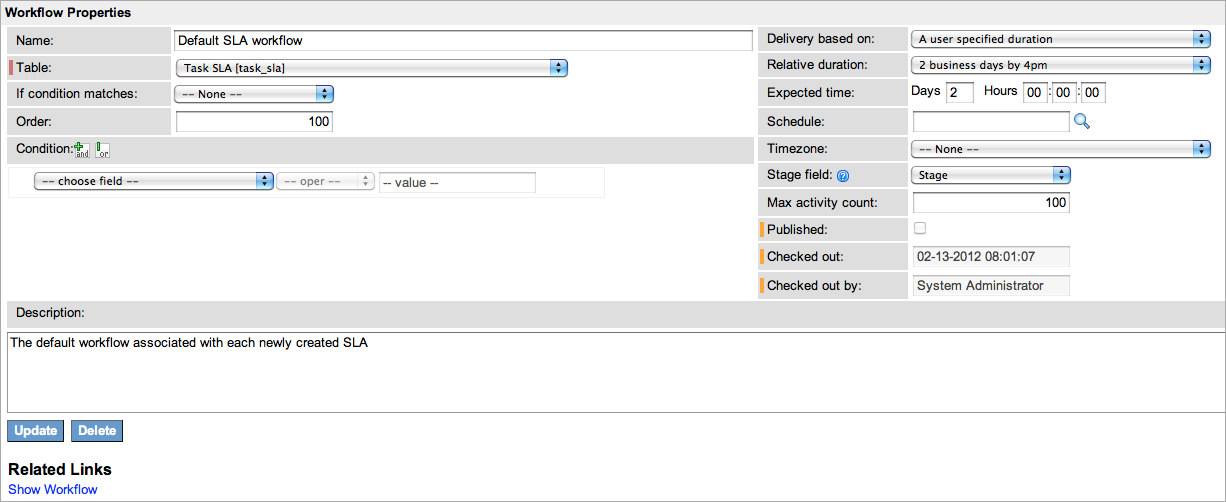 Workflow Properties
Name: Default SLA workflow
Table: Task SLA [task_sla]
If condition matches: -- None --
Order: 100
Condition: and or
-- choose field -- -- oper -- -- value --
Delivery based on: A user specified duration
Relative duration: 2 business days by 4pm
Expected time: Days 2 Hours 00 : 00 : 00
Schedule:
Timezone: -- None --
Stage field: ? Stage
Max activity count: 100
Published:
Checked out: 02-13-2012 08:01:07
Checked out by: System Administrator
Description:
The default workflow associated with each newly created SLA
Update Delete
Related Links
Show Workflow